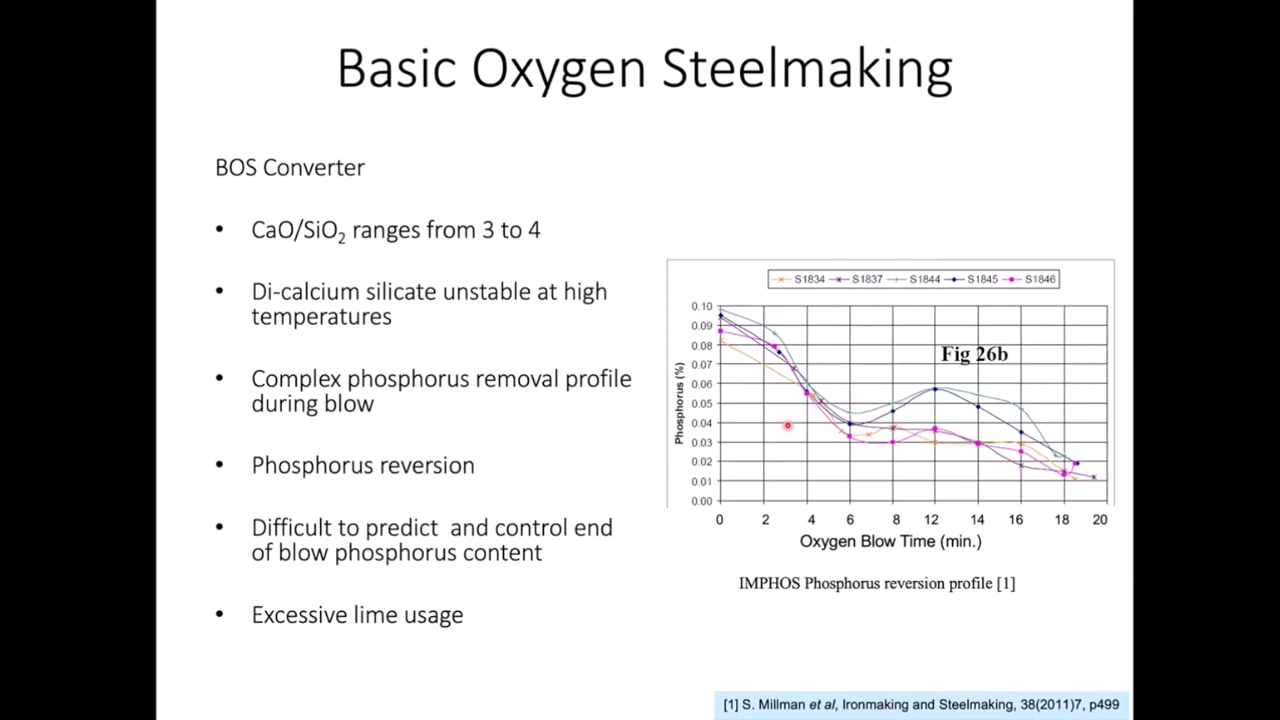 Basic Oxygen Steelmaking
BOS Converter
• CaO/SiO₂ ranges from 3 to 4
• Di-calcium silicate unstable at high
temperatures
• Complex phosphorus removal profile
during blow
• Phosphorus reversion
• Difficult to predict and control end
of blow phosphorus content
• Excessive lime usage
S1834 S1837 S1844 S1845 S1846
Fig 26b
Phosphorus (%)
0.10
0.09
0.08
0.07
0.06
0.05
0.04
0.03
0.02
0.01
0.00
0 2 4 6 8 12 14 16 18 20
Oxygen Blow Time (min.)
IMPHOS Phosphorus reversion profile [1]
[1] S. Millman et al, Ironmaking and Steelmaking, 38(2011)7, p499